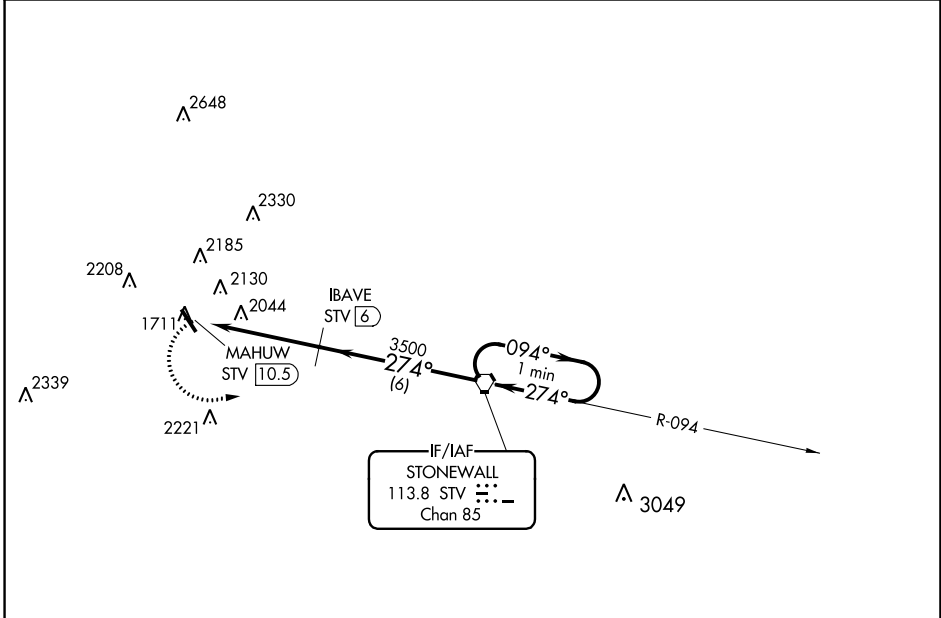 2648
2330
2185
2208
2130
2044
1711
IBAVE
STV 6
MAHUW
STV 10.5
3500
274°
(6)
094°
1 min
274°
R-094
2339
2221
IF/IAF
STONEWALL
113.8 STV
Chan 85
3049